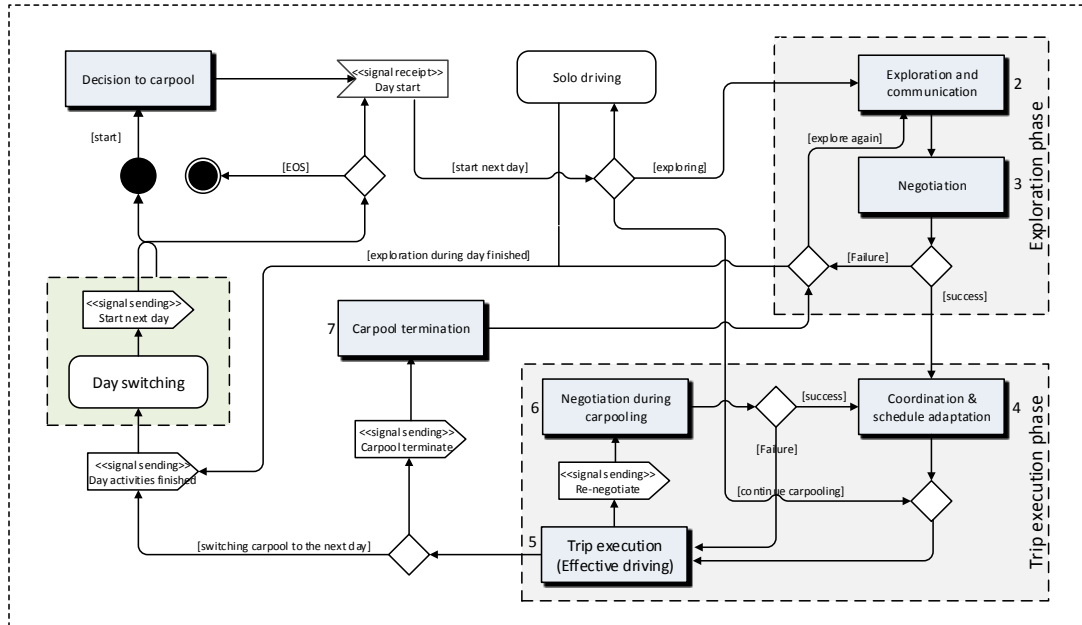 Decision to carpool
<<signal receipt>>
Day start
Solo driving
Exploration and
communication
2
[start]
[explore again]
[EOS]
[start next day]
[exploring]
Negotiation
3
Exploration phase
[exploration during day finished]
[Failure]
[success]
<<signal sending>>
Start next day
7
Carpool termination
Day switching
6
Negotiation during
carpooling
[success]
Coordination &
schedule adaptation
4
<<signal sending>>
Carpool terminate
[Failure]
<<signal sending>>
Day activities finished
<<signal sending>>
Re-negotiate
[continue carpooling]
[switching carpool to the next day]
5
Trip execution
(Effective driving)
Trip execution phase